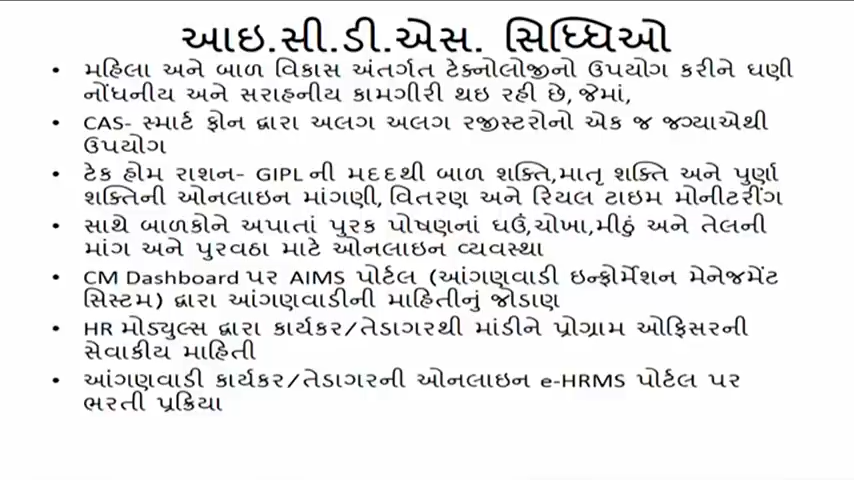 આઇ.સી.ડી.એસ. સિધ્ધિઓ
• મહિલા અને બાળ વિકાસ અંતર્ગત ટેક્નોલોજીનો ઉપયોગ કરીને ઘણી
નોંધનીય અને સરાહનીય કામગીરી થઇ રહી છે, જેમાં,
• CAS- સ્માર્ટ ફોન દ્વારા અલગ અલગ રજીસ્ટરોનો એક જ જગ્યાએથી
ઉપયોગ
• ટેક હોમ રાશન- GIPL ની મદદથી બાળ શક્તિ,માતૃ શક્તિ અને પુર્ણા
શક્તિની ઓનલાઇન માંગણી, વિતરણ અને રિયલ ટાઇમ મોનીટરીંગ
• સાથે બાળકોને અપાતાં પુરક પોષણનાં ઘઉં,ચોખા,મીઠું અને તેલની
માંગ અને પુરવઠા માટે ઓનલાઇન વ્યવસ્થા
• CM Dashboard પર AIMS પોર્ટલ (આંગણવાડી ઇન્ફોર્મેશન મેનેજમેંટ
સિસ્ટમ) દ્વારા આંગણવાડીની માહિતીનું જોડાણ
• HR મોડ્યુલ્સ દ્વારા કાર્યકર/તેડાગરથી માંડીને પ્રોગ્રામ ઓફિસરની
સેવાકીય માહિતી
• આંગણવાડી કાર્યકર/તેડાગરની ઓનલાઇન e-HRMS પોર્ટલ પર
ભરતી પ્રક્રિયા